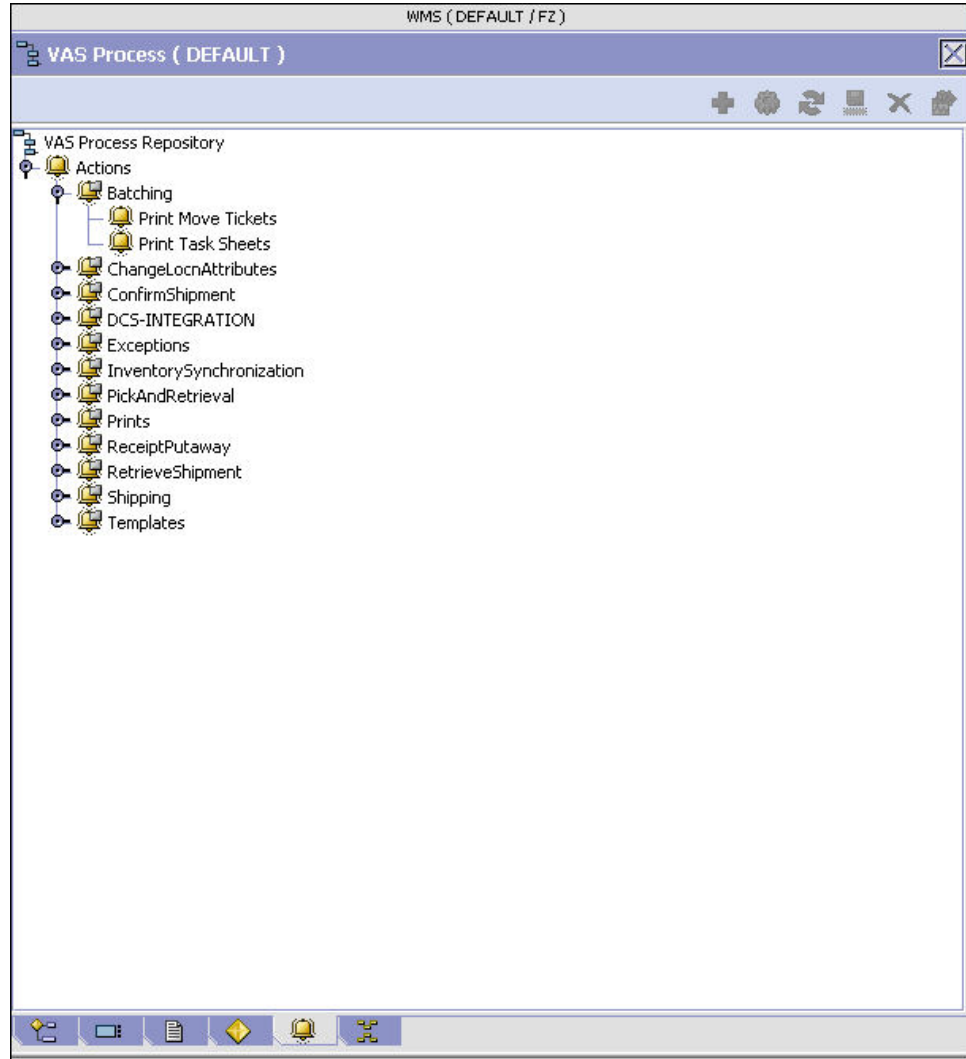 WMS ( DEFAULT / FZ )
VAS Process ( DEFAULT )
VAS Process Repository
Actions
Batching
Print Move Tickets
Print Task Sheets
ChangeLocnAttributes
ConfirmShipment
DCS-INTEGRATION
Exceptions
InventorySynchronization
PickAndRetrieval
Prints
ReceiptPutaway
RetrieveShipment
Shipping
Templates